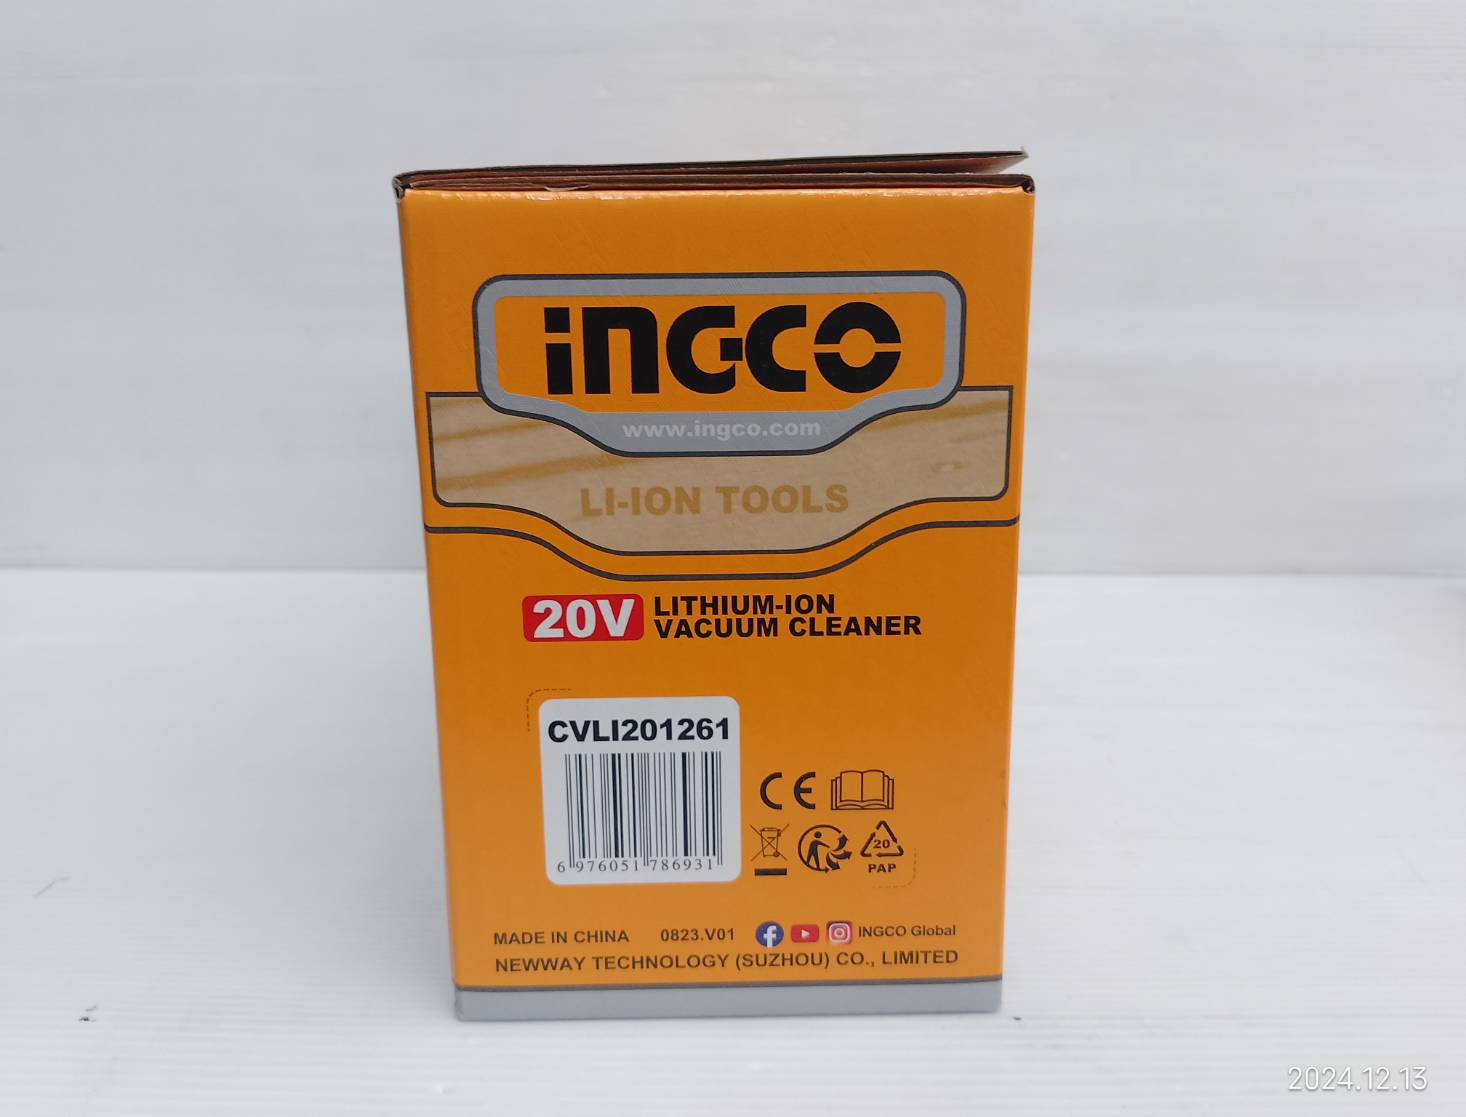 INGCO
www.ingco.com
LI-ION TOOLS
20V LITHIUM-ION
VACUUM CLEANER
CVLI201261
6 976051 786931
CE
20
PAP
MADE IN CHINA 0823.V01 INGCO Global
NEWWAY TECHNOLOGY (SUZHOU) CO., LIMITED
2024.12.13